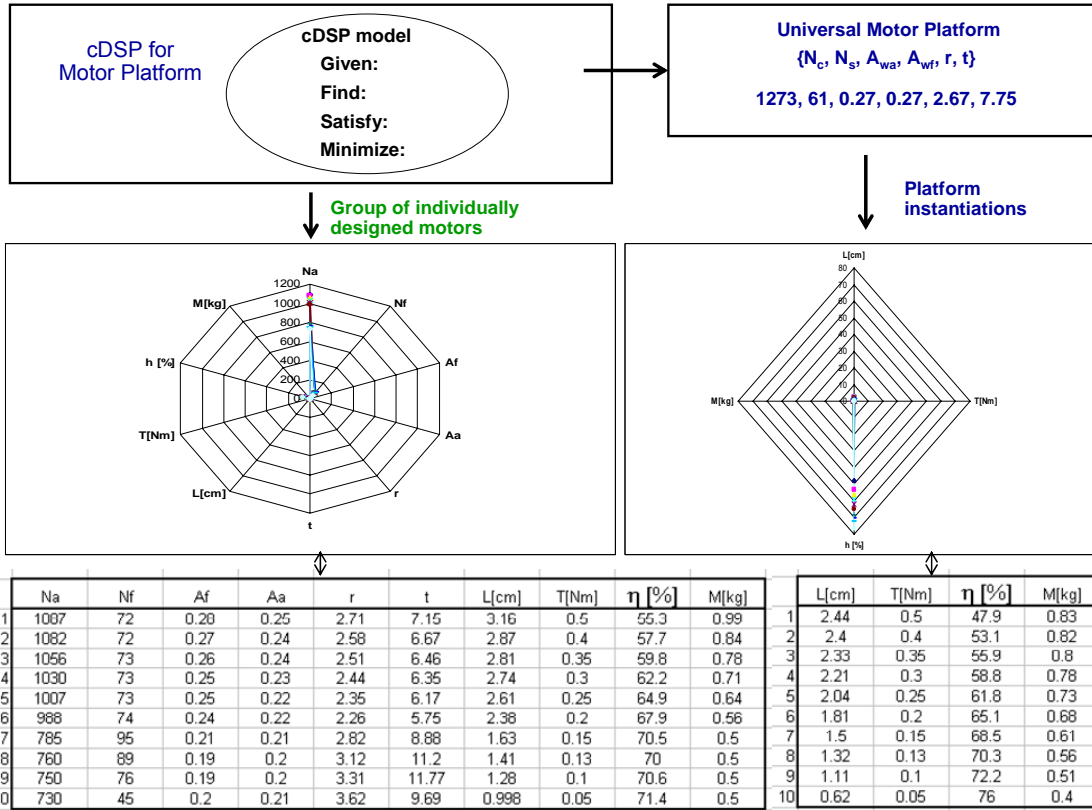 cDSP for
Motor Platform
cDSP model
Given:
Find:
Satisfy:
Minimize:
Universal Motor Platform
{Nc, Ns, Awa, Awf, r, t}
1273, 61, 0.27, 0.27, 2.67, 7.75
Group of individually
designed motors
Platform
instantiations
Na
Nf
Af
Aa
r
t
L[cm]
T[Nm]
h [%]
M[kg]
1200
1000
800
600
400
200
0
L[cm]
T[Nm]
h [%]
M[kg]
80
70
60
50
40
30
20
10
0
Na Nf Af Aa r t L[cm] T[Nm] η [%] M[kg]
1 1087 72 0.28 0.25 2.71 7.15 3.16 0.5 55.3 0.99
2 1082 72 0.27 0.24 2.58 6.67 2.87 0.4 57.7 0.84
3 1056 73 0.26 0.24 2.51 6.46 2.81 0.35 59.8 0.78
4 1030 73 0.25 0.23 2.44 6.35 2.74 0.3 62.2 0.71
5 1007 73 0.25 0.22 2.35 6.17 2.61 0.25 64.9 0.64
6 988 74 0.24 0.22 2.26 5.75 2.38 0.2 67.9 0.56
7 785 95 0.21 0.21 2.82 8.88 1.63 0.15 70.5 0.5
8 760 89 0.19 0.2 3.12 11.2 1.41 0.13 70 0.5
9 750 76 0.19 0.2 3.31 11.77 1.28 0.1 70.6 0.5
0 730 45 0.2 0.21 3.62 9.69 0.998 0.05 71.4 0.5
L[cm] T[Nm] η [%] M[kg]
1 2.44 0.5 47.9 0.83
2 2.4 0.4 53.1 0.82
3 2.33 0.35 55.9 0.8
4 2.21 0.3 58.8 0.78
5 2.04 0.25 61.8 0.73
6 1.81 0.2 65.1 0.68
7 1.5 0.15 68.5 0.61
8 1.32 0.13 70.3 0.56
9 1.11 0.1 72.2 0.51
10 0.62 0.05 76 0.4